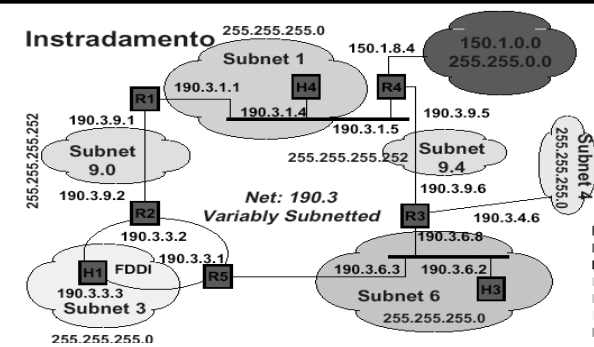 Instradamento
255.255.255.0
Subnet 1
150.1.8.4
150.1.0.0
255.255.0.0
R1
190.3.1.1
H4
R4
190.3.1.4
190.3.1.5
190.3.9.5
190.3.9.1
255.255.255.252
Subnet
9.0
255.255.255.252
Subnet
9.4
Subnet 4
255.255.255.0
190.3.9.2
Net: 190.3
Variably Subnetted
190.3.9.6
R2
R3
190.3.4.6
190.3.3.2
190.3.6.8
190.3.3.1
H1
FDDI
R5
190.3.6.3
190.3.6.2
190.3.3.3
Subnet 3
Subnet 6
H3
255.255.255.0
255.255.255.0